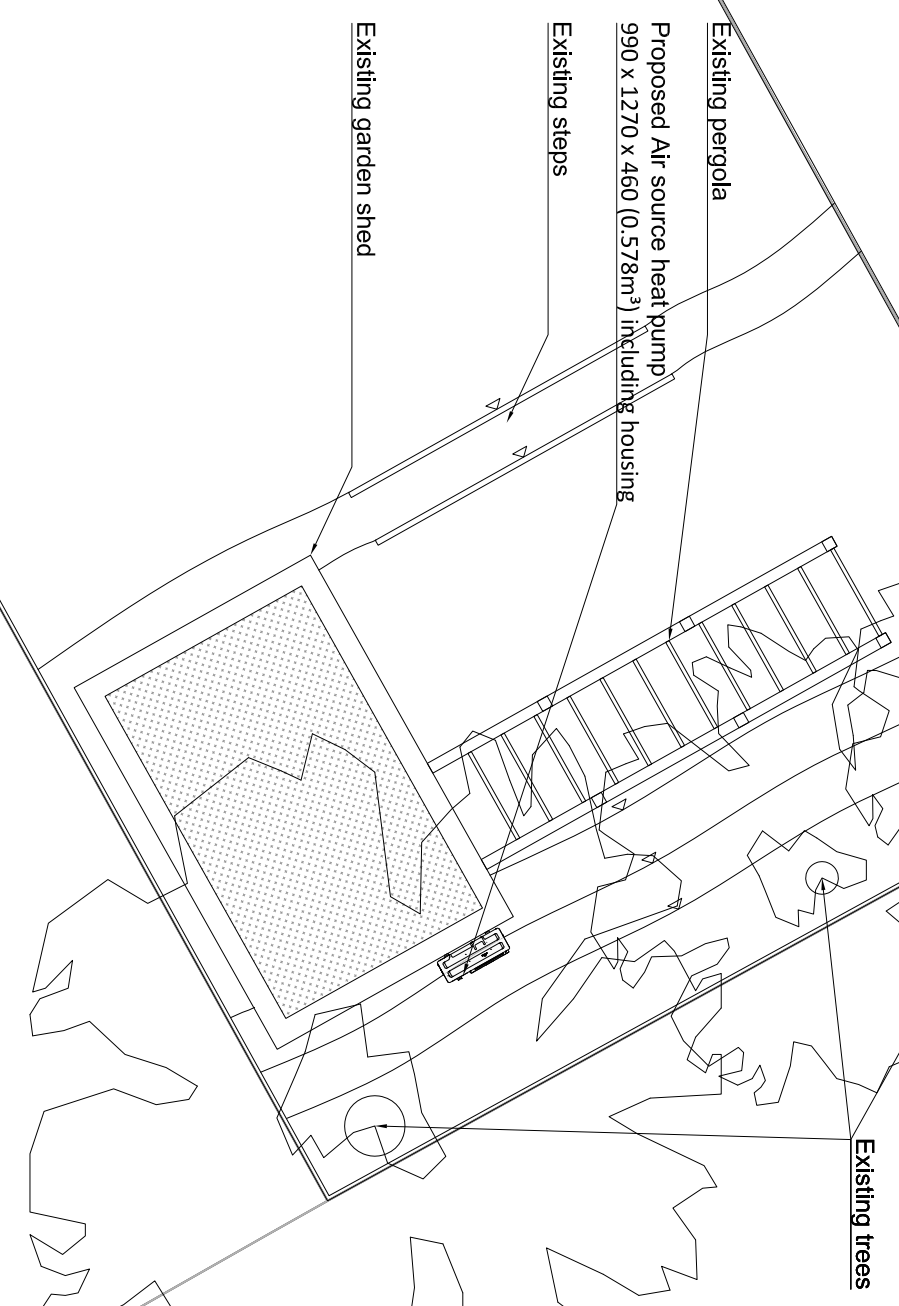 Existing pergola
Proposed Air source heat pump
990 x 1270 x 460 (0.578m³) including housing
Existing steps
Existing garden shed
Existing trees